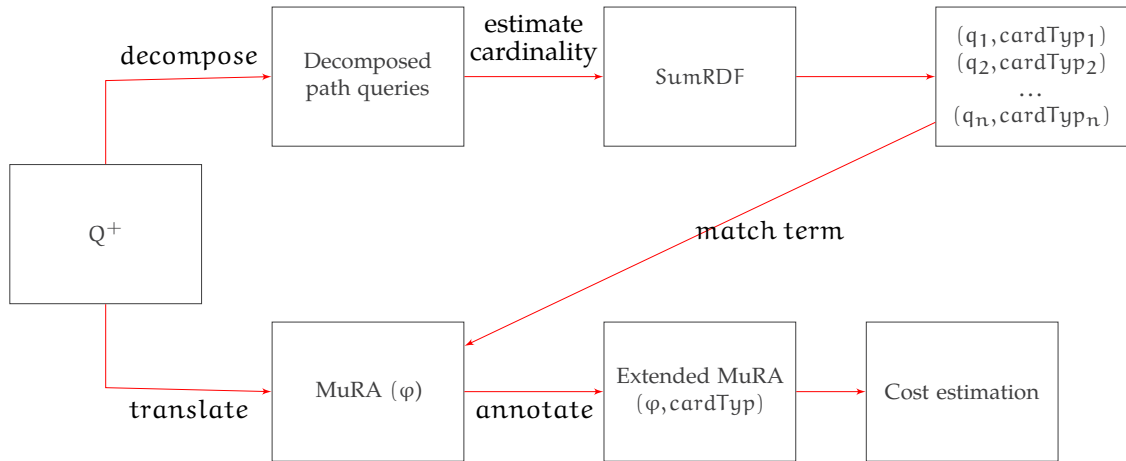 decompose
Decomposed
path queries
estimate
cardinality
SumRDF
(q₁,cardTyp₁)
(q₂,cardTyp₂)
...
(qₙ,cardTypₙ)
Q⁺
match term
translate
MuRA (φ)
annotate
Extended MuRA
(φ,cardTyp)
Cost estimation